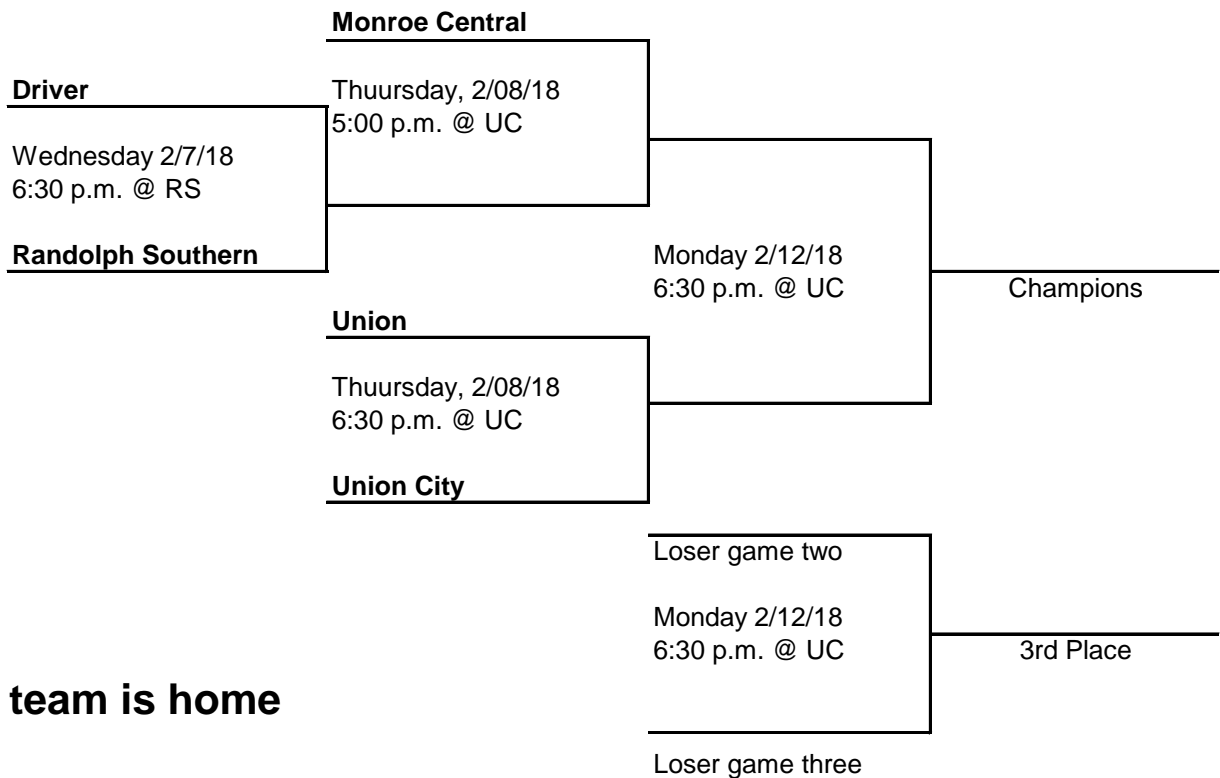 Monroe Central
Driver
Thuursday, 2/08/18
5:00 p.m. @ UC
Wednesday 2/7/18
6:30 p.m. @ RS
Randolph Southern
Monday 2/12/18
6:30 p.m. @ UC
Champions
Union
Thuursday, 2/08/18
6:30 p.m. @ UC
Union City
Loser game two
Monday 2/12/18
6:30 p.m. @ UC
3rd Place
team is home
Loser game three